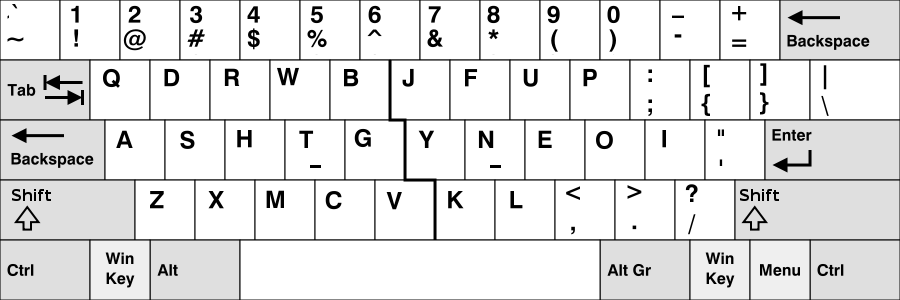 ` 1 2 3 4 5 6 7 8 9 0 _ +
~ ! @ # $ % ^ & * ( ) - = Backspace
Tab Q D R W B J F U P : [ ] |
; { } \
Backspace A S H T G Y N E O I " Enter
_ _ '
Shift Z X M C V K L < > ? Shift
, . /
Ctrl Win Key Alt Alt Gr Win Key Menu Ctrl